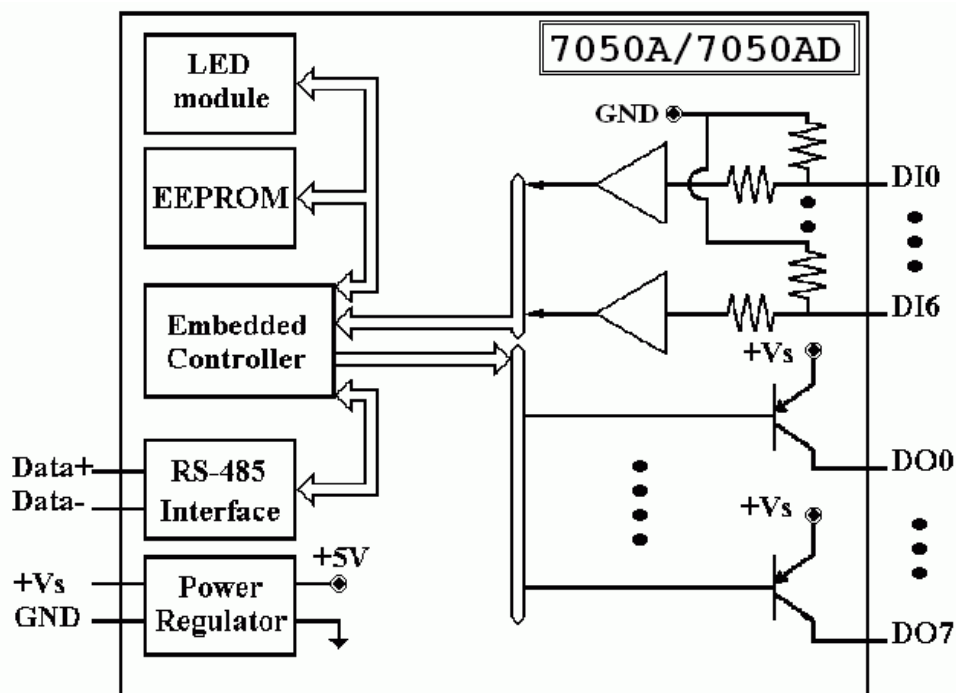 7050A/7050AD
LED
module
EEPROM
Embedded
Controller
RS-485
Interface
Power
Regulator
Data+
Data-
+Vs
GND
+5V
GND
DI0
DI6
+Vs
DO0
+Vs
DO7